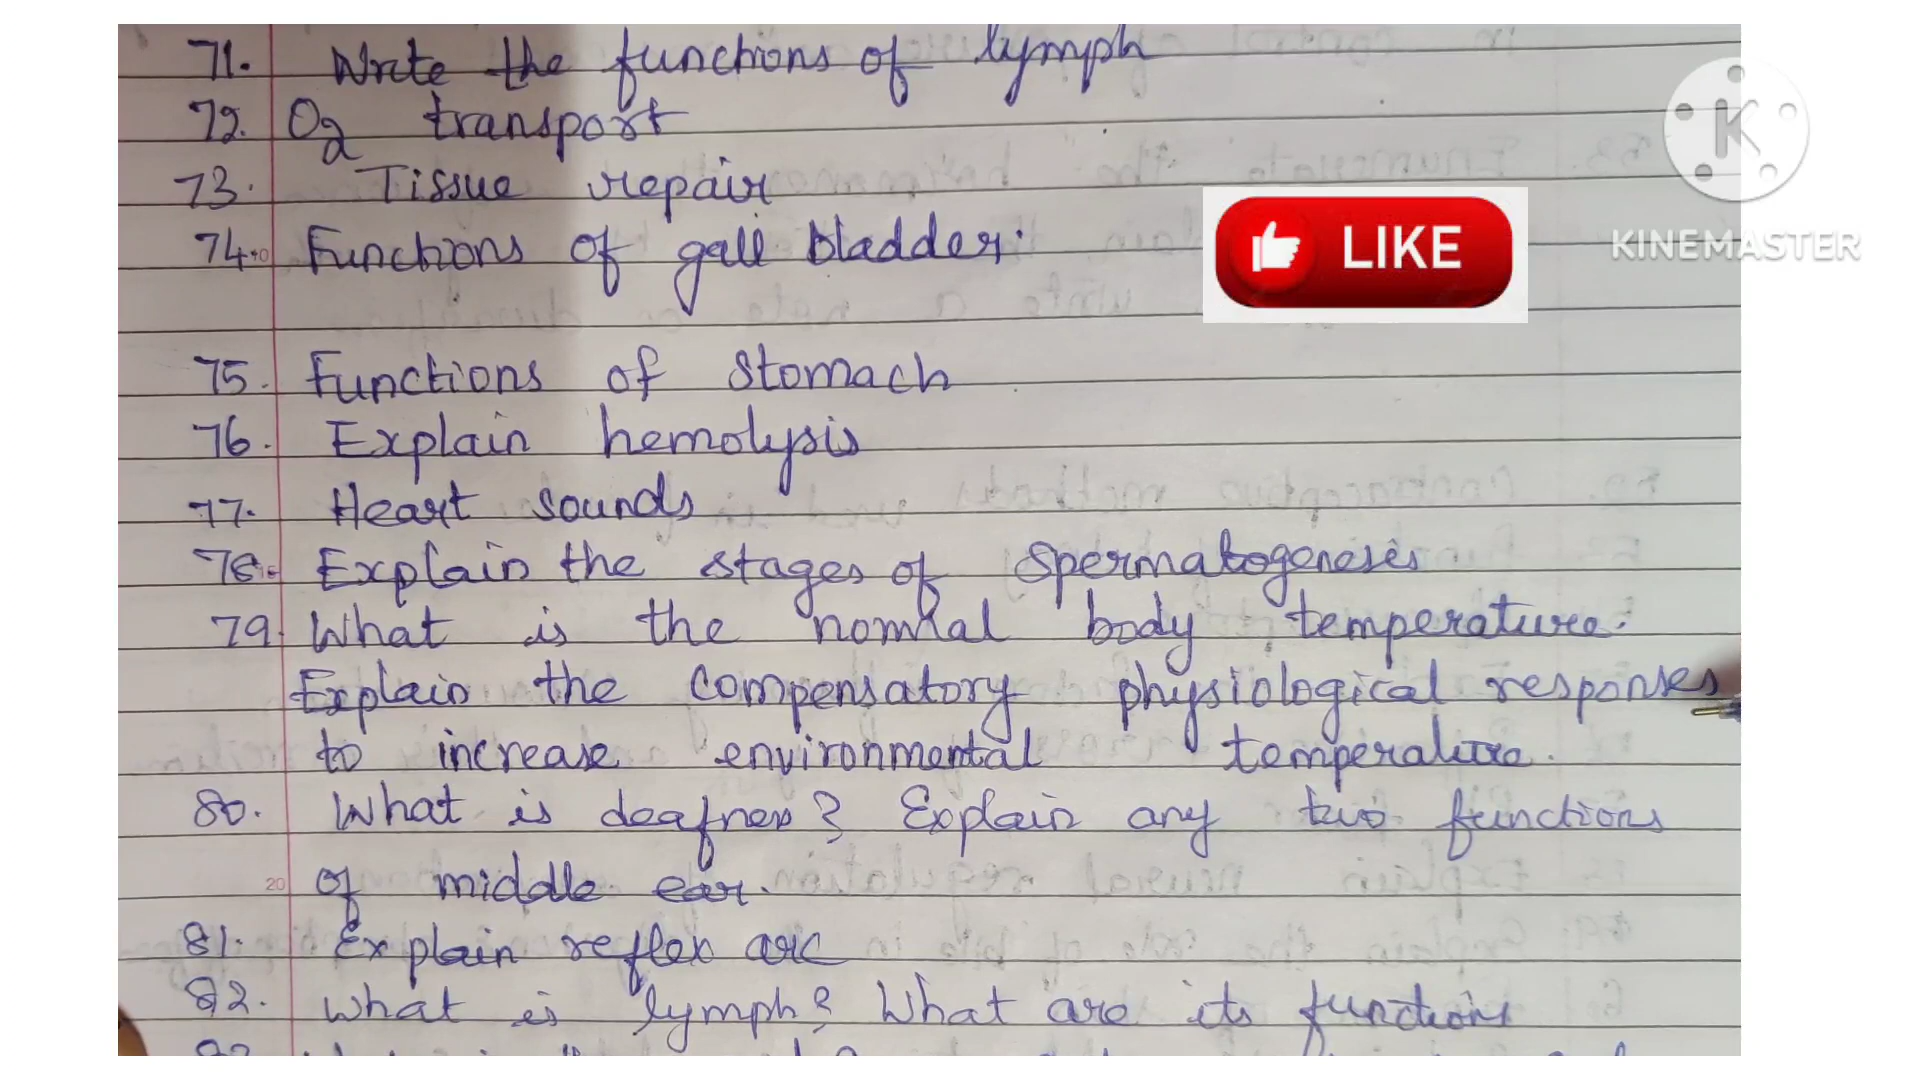 71. Write the functions of lymph
72. O2 transport
73. Tissue repair
74. Functions of gall bladder.
75. Functions of stomach
76. Explain hemolysis
77. Heart sounds
78. Explain the stages of spermatogenesis
79. What is the normal body temperature.
Explain the compensatory physiological responses
to increase environmental temperature.
80. What is deafness? Explain any two functions
20 of middle ear.
81. Explain reflex arc
82. What is lymph? What are its functions
LIKE
K
KINEMASTER